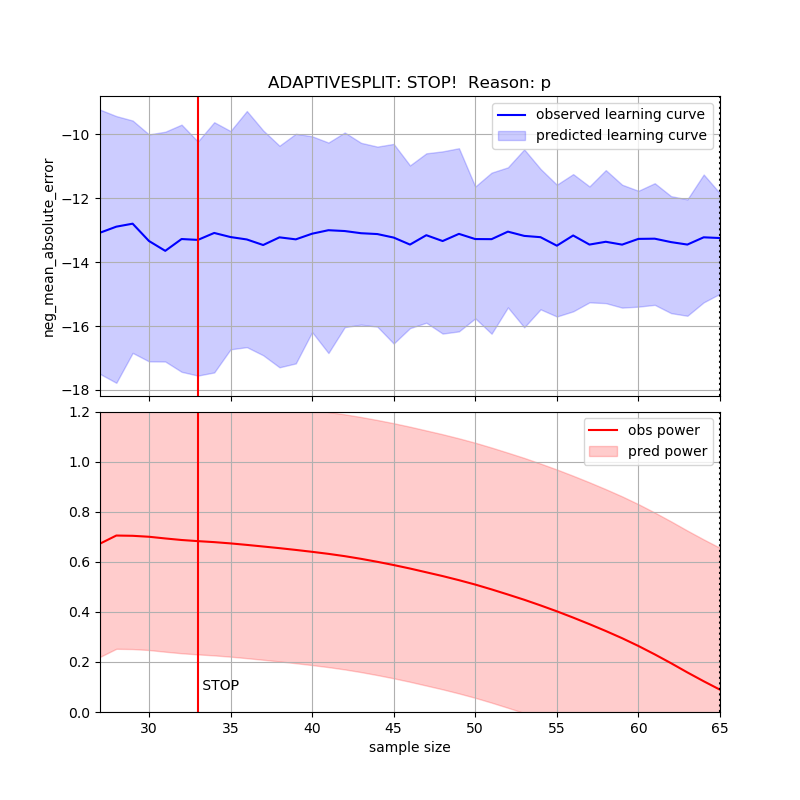 ADAPTIVESPLIT: STOP!  Reason: p
observed learning curve
predicted learning curve
neg_mean_absolute_error
−10
−12
−14
−16
−18
obs power
pred power
1.2
1.0
0.8
0.6
0.4
0.2
0.0
STOP
30 35 40 45 50 55 60 65
sample size